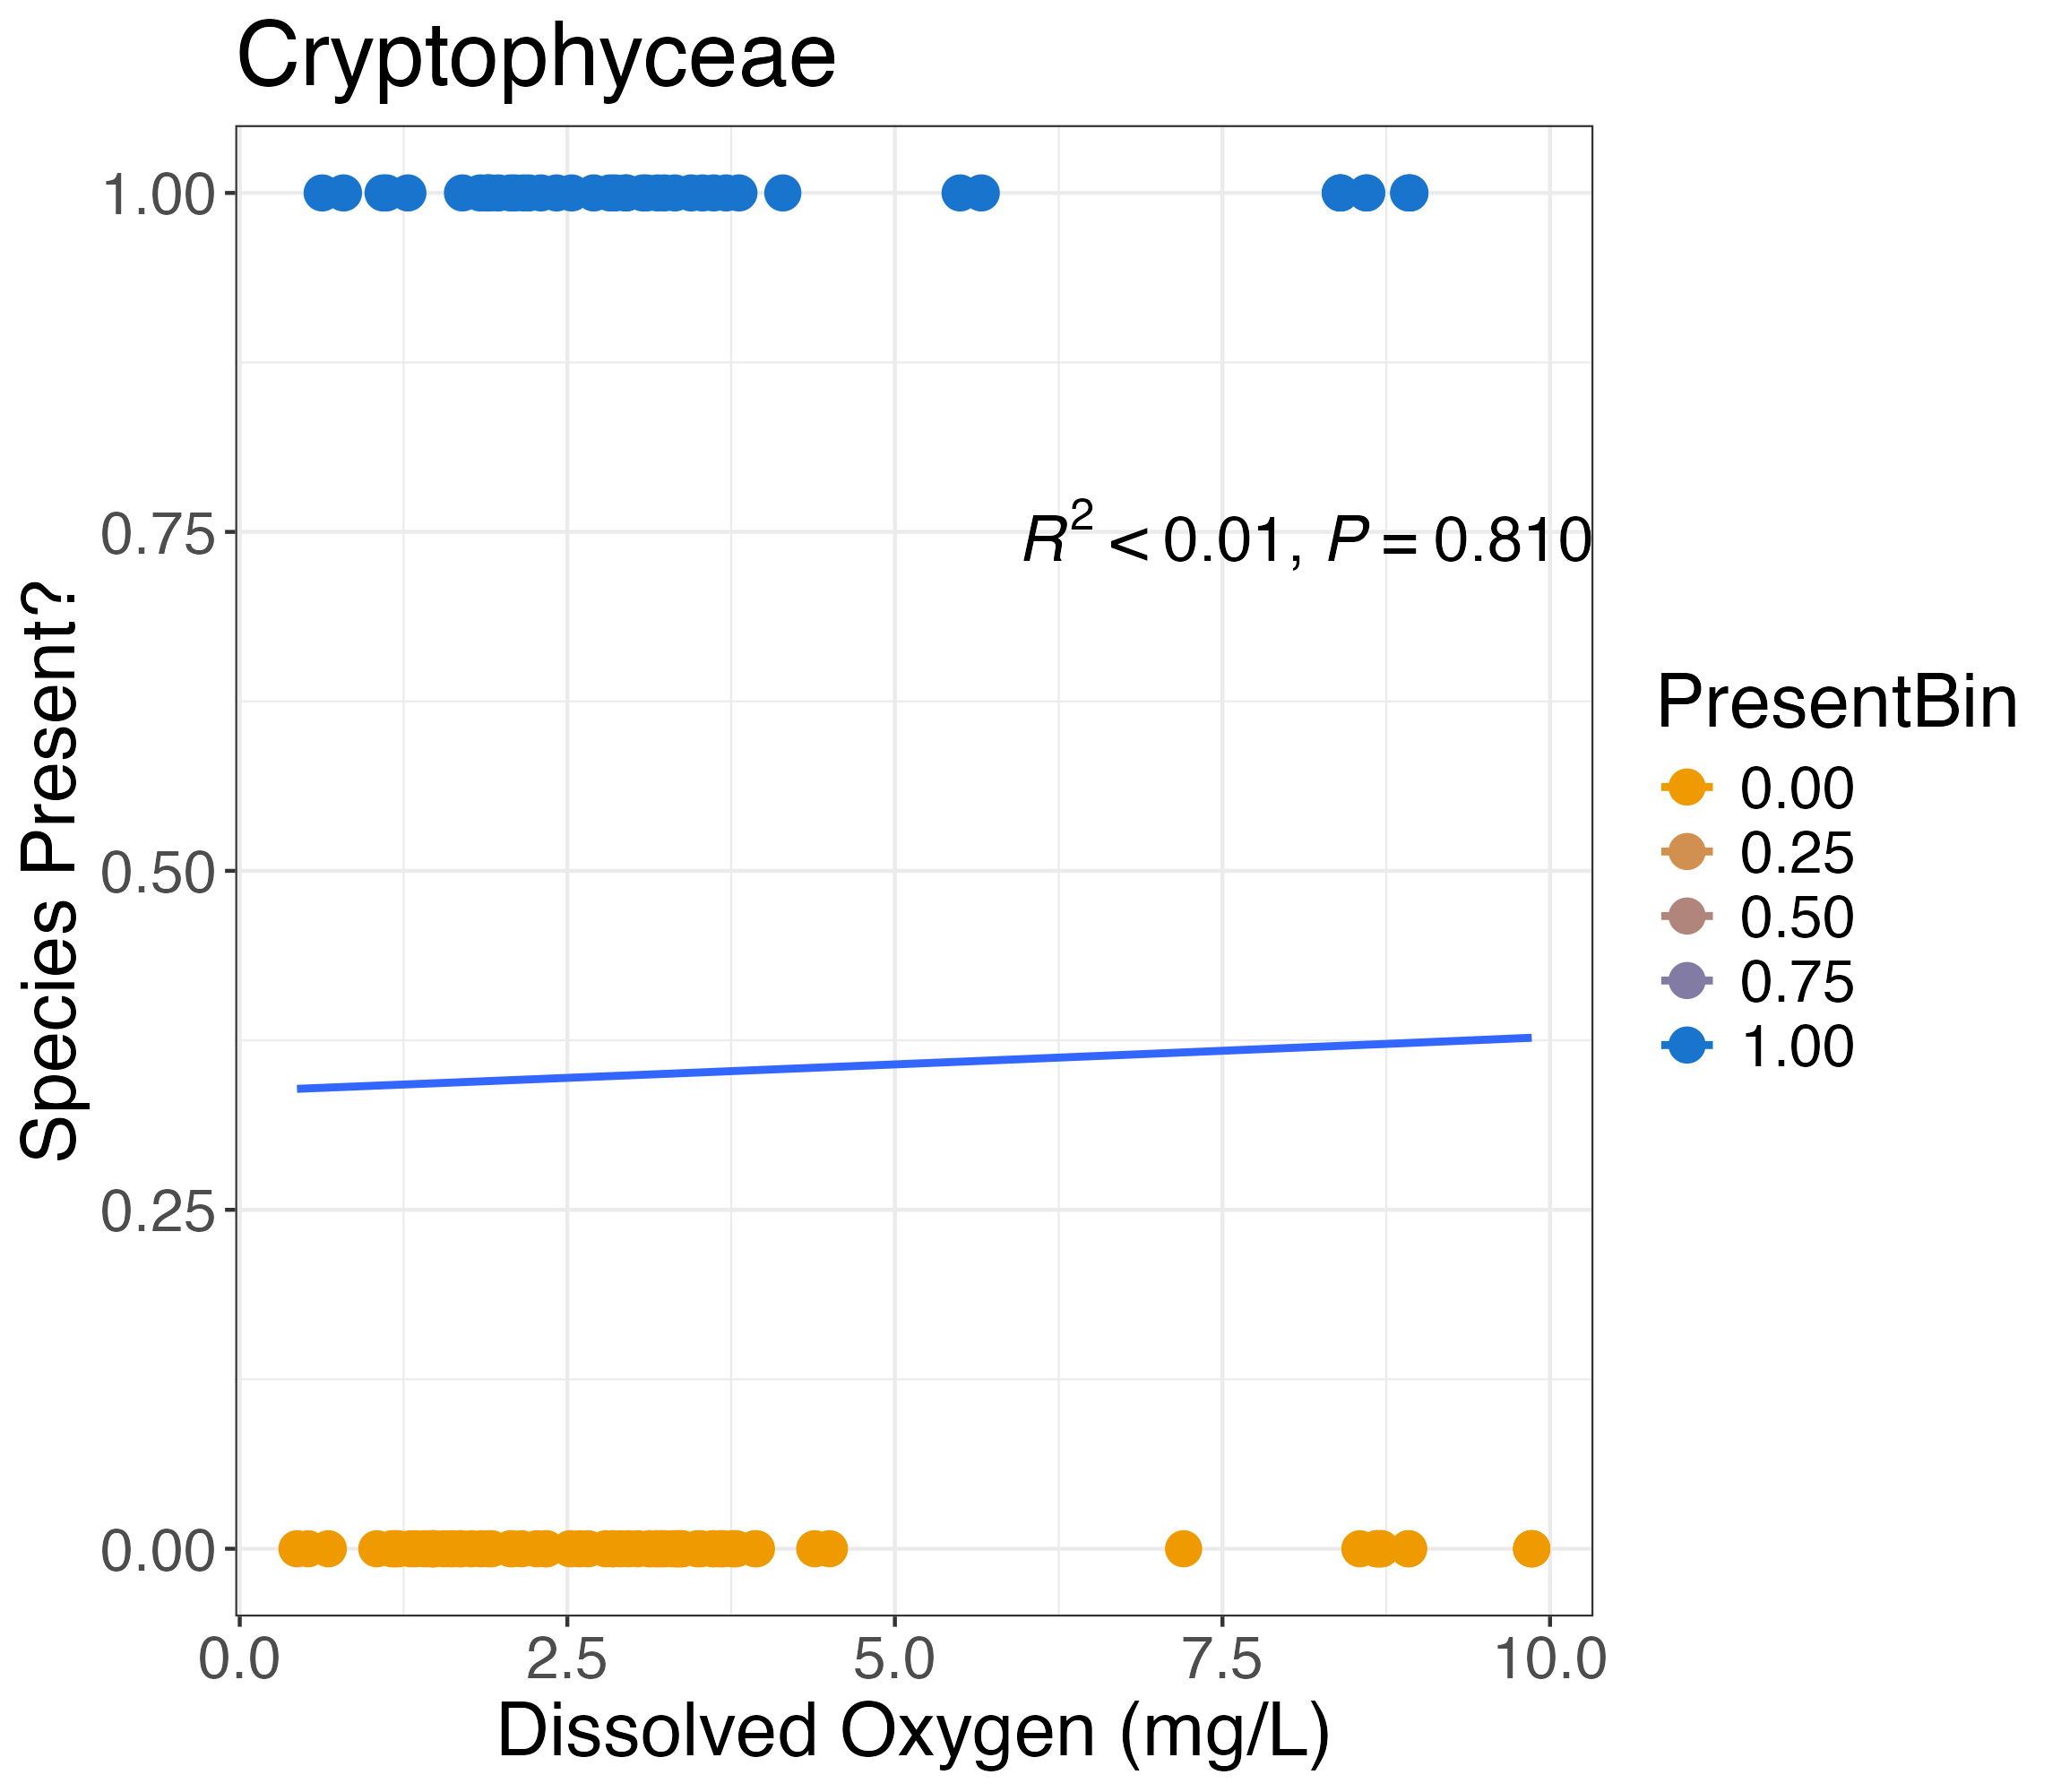 Cryptophyceae
1.00
0.75
0.50
0.25
0.00
Species Present?
R² < 0.01, P = 0.810
0.0 2.5 5.0 7.5 10.0
Dissolved Oxygen (mg/L)
PresentBin
0.00
0.25
0.50
0.75
1.00